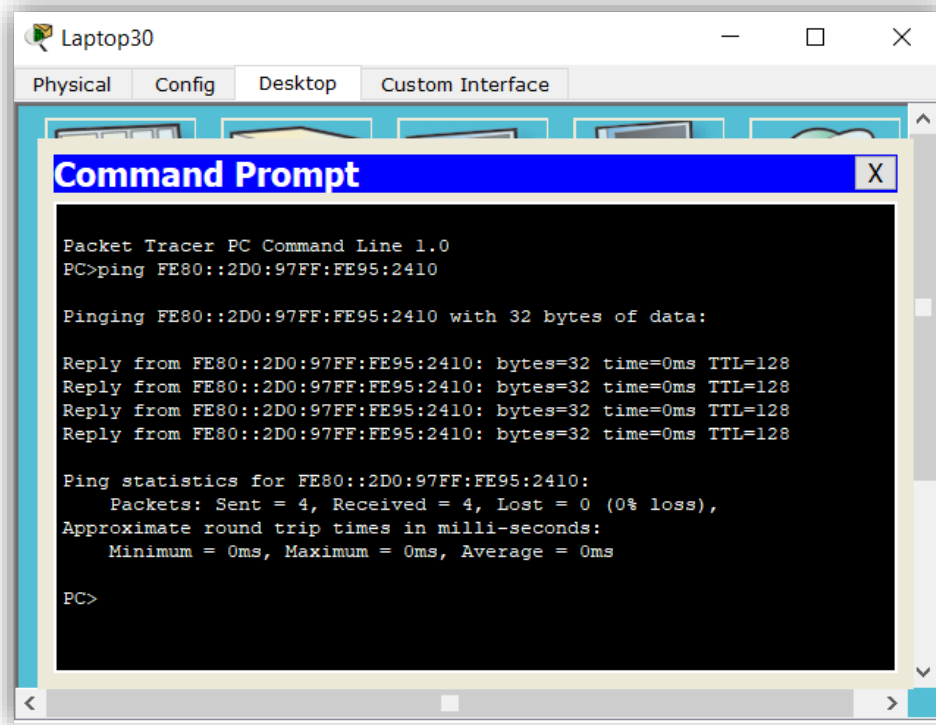 Laptop30
Physical Config Desktop Custom Interface
Command Prompt X
Packet Tracer PC Command Line 1.0
PC>ping FE80::2D0:97FF:FE95:2410
Pinging FE80::2D0:97FF:FE95:2410 with 32 bytes of data:
Reply from FE80::2D0:97FF:FE95:2410: bytes=32 time=0ms TTL=128
Reply from FE80::2D0:97FF:FE95:2410: bytes=32 time=0ms TTL=128
Reply from FE80::2D0:97FF:FE95:2410: bytes=32 time=0ms TTL=128
Reply from FE80::2D0:97FF:FE95:2410: bytes=32 time=0ms TTL=128
Ping statistics for FE80::2D0:97FF:FE95:2410:
Packets: Sent = 4, Received = 4, Lost = 0 (0% loss),
Approximate round trip times in milli-seconds:
Minimum = 0ms, Maximum = 0ms, Average = 0ms
PC>